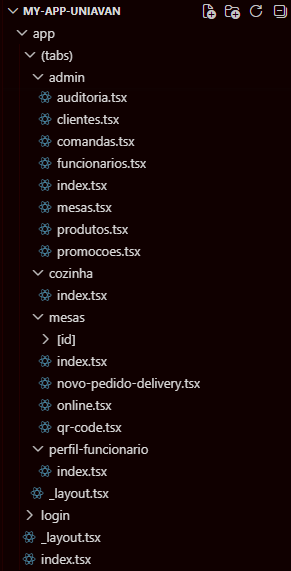 MY-APP-UNIAVAN
app
(tabs)
admin
auditoria.tsx
clientes.tsx
comandas.tsx
funcionarios.tsx
index.tsx
mesas.tsx
produtos.tsx
promocoes.tsx
cozinha
index.tsx
mesas
[id]
index.tsx
novo-pedido-delivery.tsx
online.tsx
qr-code.tsx
perfil-funcionario
index.tsx
_layout.tsx
login
_layout.tsx
index.tsx